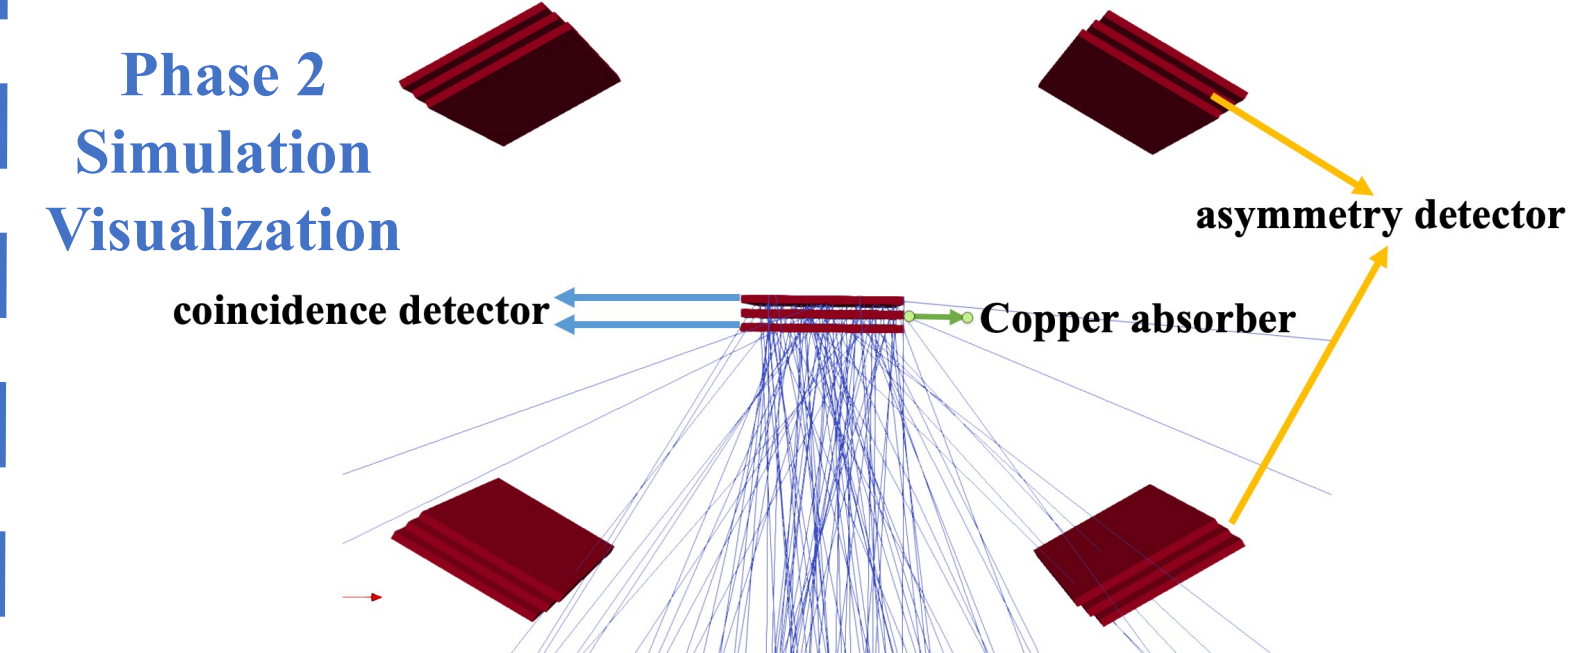 Phase 2
Simulation
Visualization
asymmetry detector
coincidence detector
Copper absorber